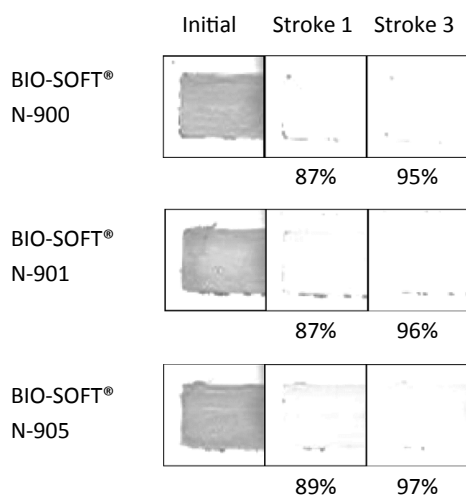 Initial Stroke 1 Stroke 3
BIO-SOFT®
N-900
87% 95%
BIO-SOFT®
N-901
87% 96%
BIO-SOFT®
N-905
89% 97%